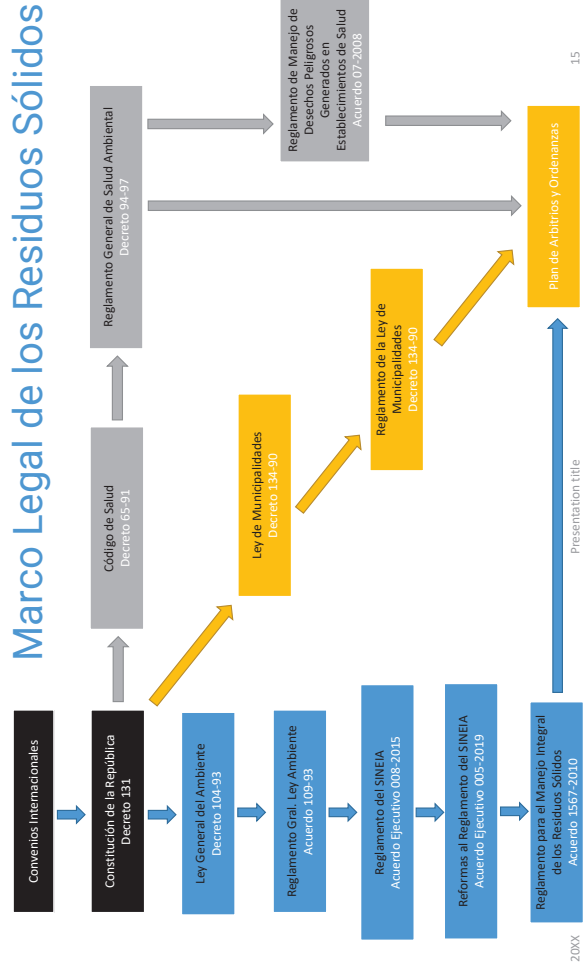 Marco Legal de los Residuos Sólidos
Convenios Internacionales
Constitución de la República
Decreto 131
Código de Salud
Decreto 65-91
Reglamento General de Salud Ambiental
Decreto 94-97
Ley General del Ambiente
Decreto 104-93
Ley de Municipalidades
Decreto 134-90
Reglamento de Manejo de
Desechos Peligrosos
Generados en
Establecimientos de Salud
Acuerdo 07-2008
Reglamento Gral. Ley Ambiente
Acuerdo 109-93
Reglamento de la Ley de
Municipalidades
Decreto 134-90
Reglamento del SINEIA
Acuerdo Ejecutivo 008-2015
Reformas al Reglamento del SINEIA
Acuerdo Ejecutivo 005-2019
Reglamento para el Manejo Integral
de los Residuos Sólidos
Acuerdo 1567-2010
Plan de Arbitrios y Ordenanzas
20XX
Presentation title
15